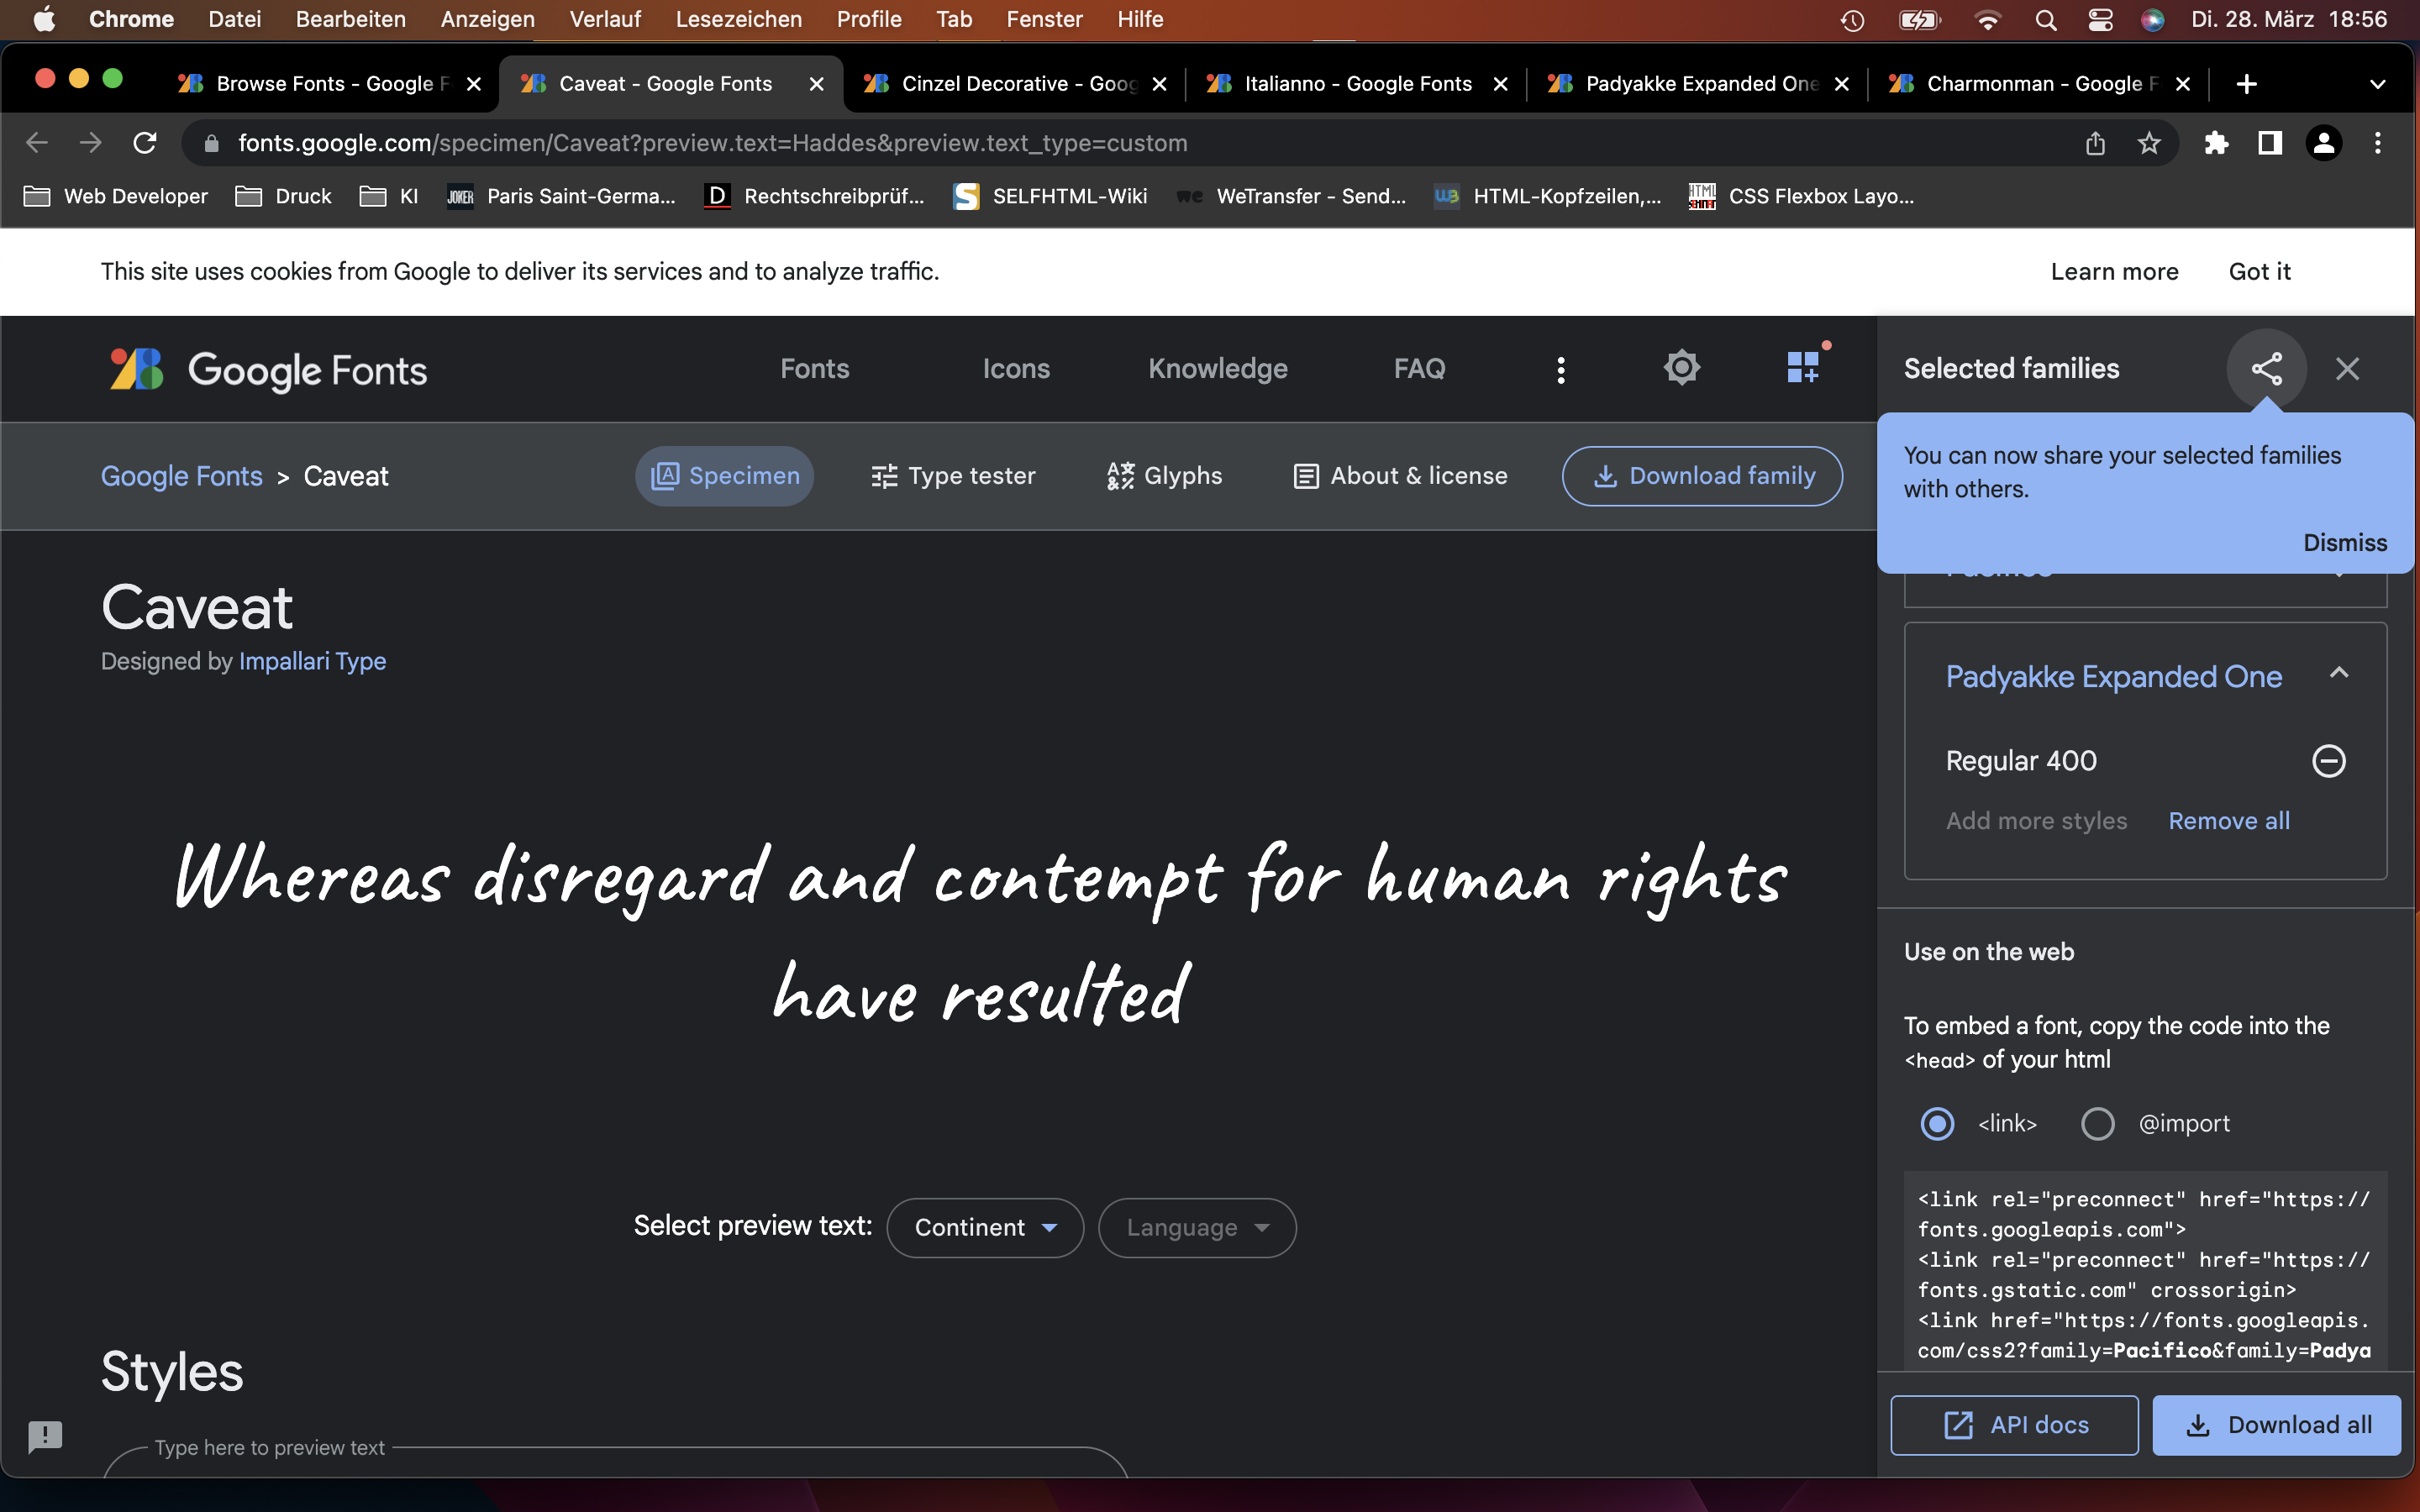 Chrome Datei Bearbeiten Anzeigen Verlauf Lesezeichen Profile Tab Fenster Hilfe Di. 28. März 18:56
Browse Fonts - Google F Caveat - Google Fonts Cinzel Decorative - Goog Italianno - Google Fonts Padyakke Expanded One Charmonman - Google F
fonts.google.com/specimen/Caveat?preview.text=Haddes&preview.text_type=custom
Web Developer Druck KI JOKER Paris Saint-Germa... D Rechtschreibprüf... S SELFHTML-Wiki we WeTransfer - Send... W3 HTML-Kopfzeilen,... HTML CSS Flexbox Layo...
This site uses cookies from Google to deliver its services and to analyze traffic. Learn more Got it
Google Fonts Fonts Icons Knowledge FAQ
Selected families
Google Fonts > Caveat Specimen Type tester Glyphs About & license Download family
You can now share your selected families
with others.
Dismiss
Caveat
Designed by Impallari Type
Padyakke Expanded One
Regular 400
Add more styles Remove all
Whereas disregard and contempt for human rights
have resulted
Use on the web
To embed a font, copy the code into the
<head> of your html
<link> @import
<link rel="preconnect" href="https://
fonts.googleapis.com">
<link rel="preconnect" href="https://
fonts.gstatic.com" crossorigin>
<link href="https://fonts.googleapis.
com/css2?family=Pacifico&family=Padya
Select preview text: Continent Language
Styles
Type here to preview text
API docs Download all